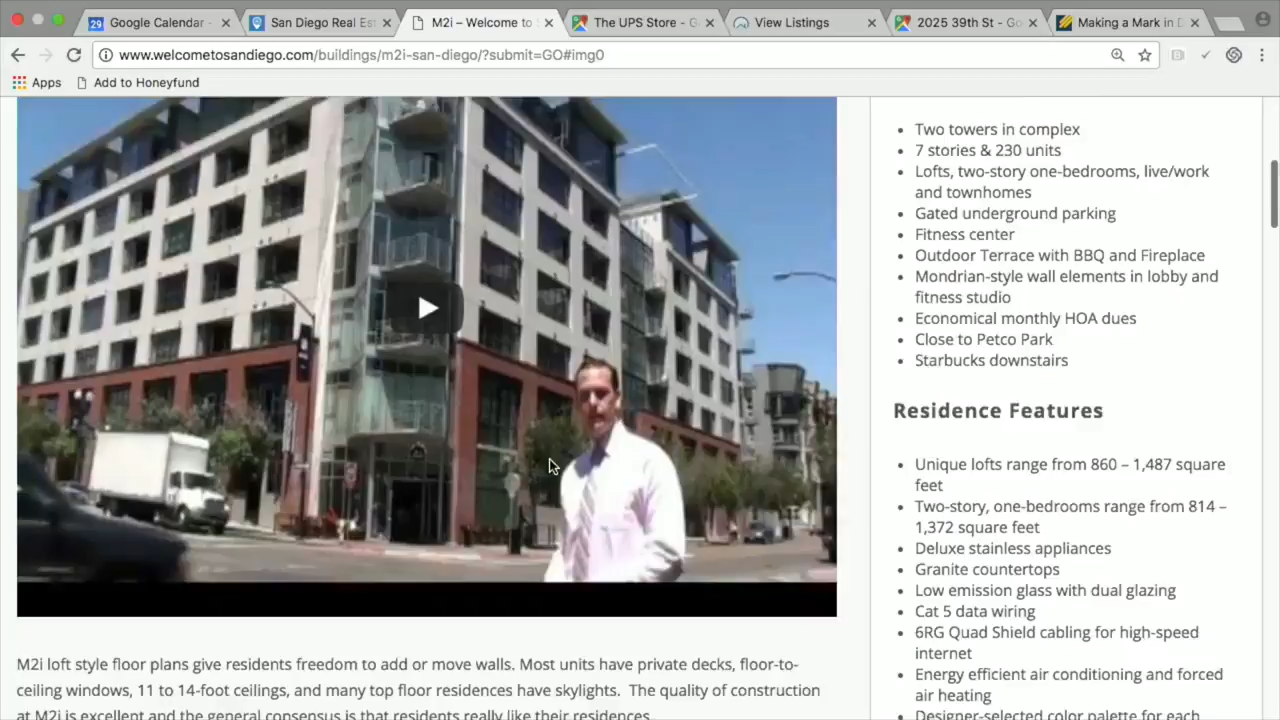 Google Calendar -
San Diego Real Est
M2i – Welcome to S
The UPS Store - G
View Listings
2025 39th St - Goo
Making a Mark in D
www.welcometosandiego.com/buildings/m2i-san-diego/?submit=GO#img0
Apps
Add to Honeyfund
Two towers in complex
7 stories & 230 units
Lofts, two-story one-bedrooms, live/work
and townhomes
Gated underground parking
Fitness center
Outdoor Terrace with BBQ and Fireplace
Mondrian-style wall elements in lobby and
fitness studio
Economical monthly HOA dues
Close to Petco Park
Starbucks downstairs
Residence Features
Unique lofts range from 860 – 1,487 square
feet
Two-story, one-bedrooms range from 814 –
1,372 square feet
Deluxe stainless appliances
Granite countertops
Low emission glass with dual glazing
Cat 5 data wiring
6RG Quad Shield cabling for high-speed
internet
Energy efficient air conditioning and forced
air heating
Designer-selected color palette for each
M2i loft style floor plans give residents freedom to add or move walls. Most units have private decks, floor-to-
ceiling windows, 11 to 14-foot ceilings, and many top floor residences have skylights. The quality of construction
at M2i is excellent and the general consensus is that residents really like their residences.